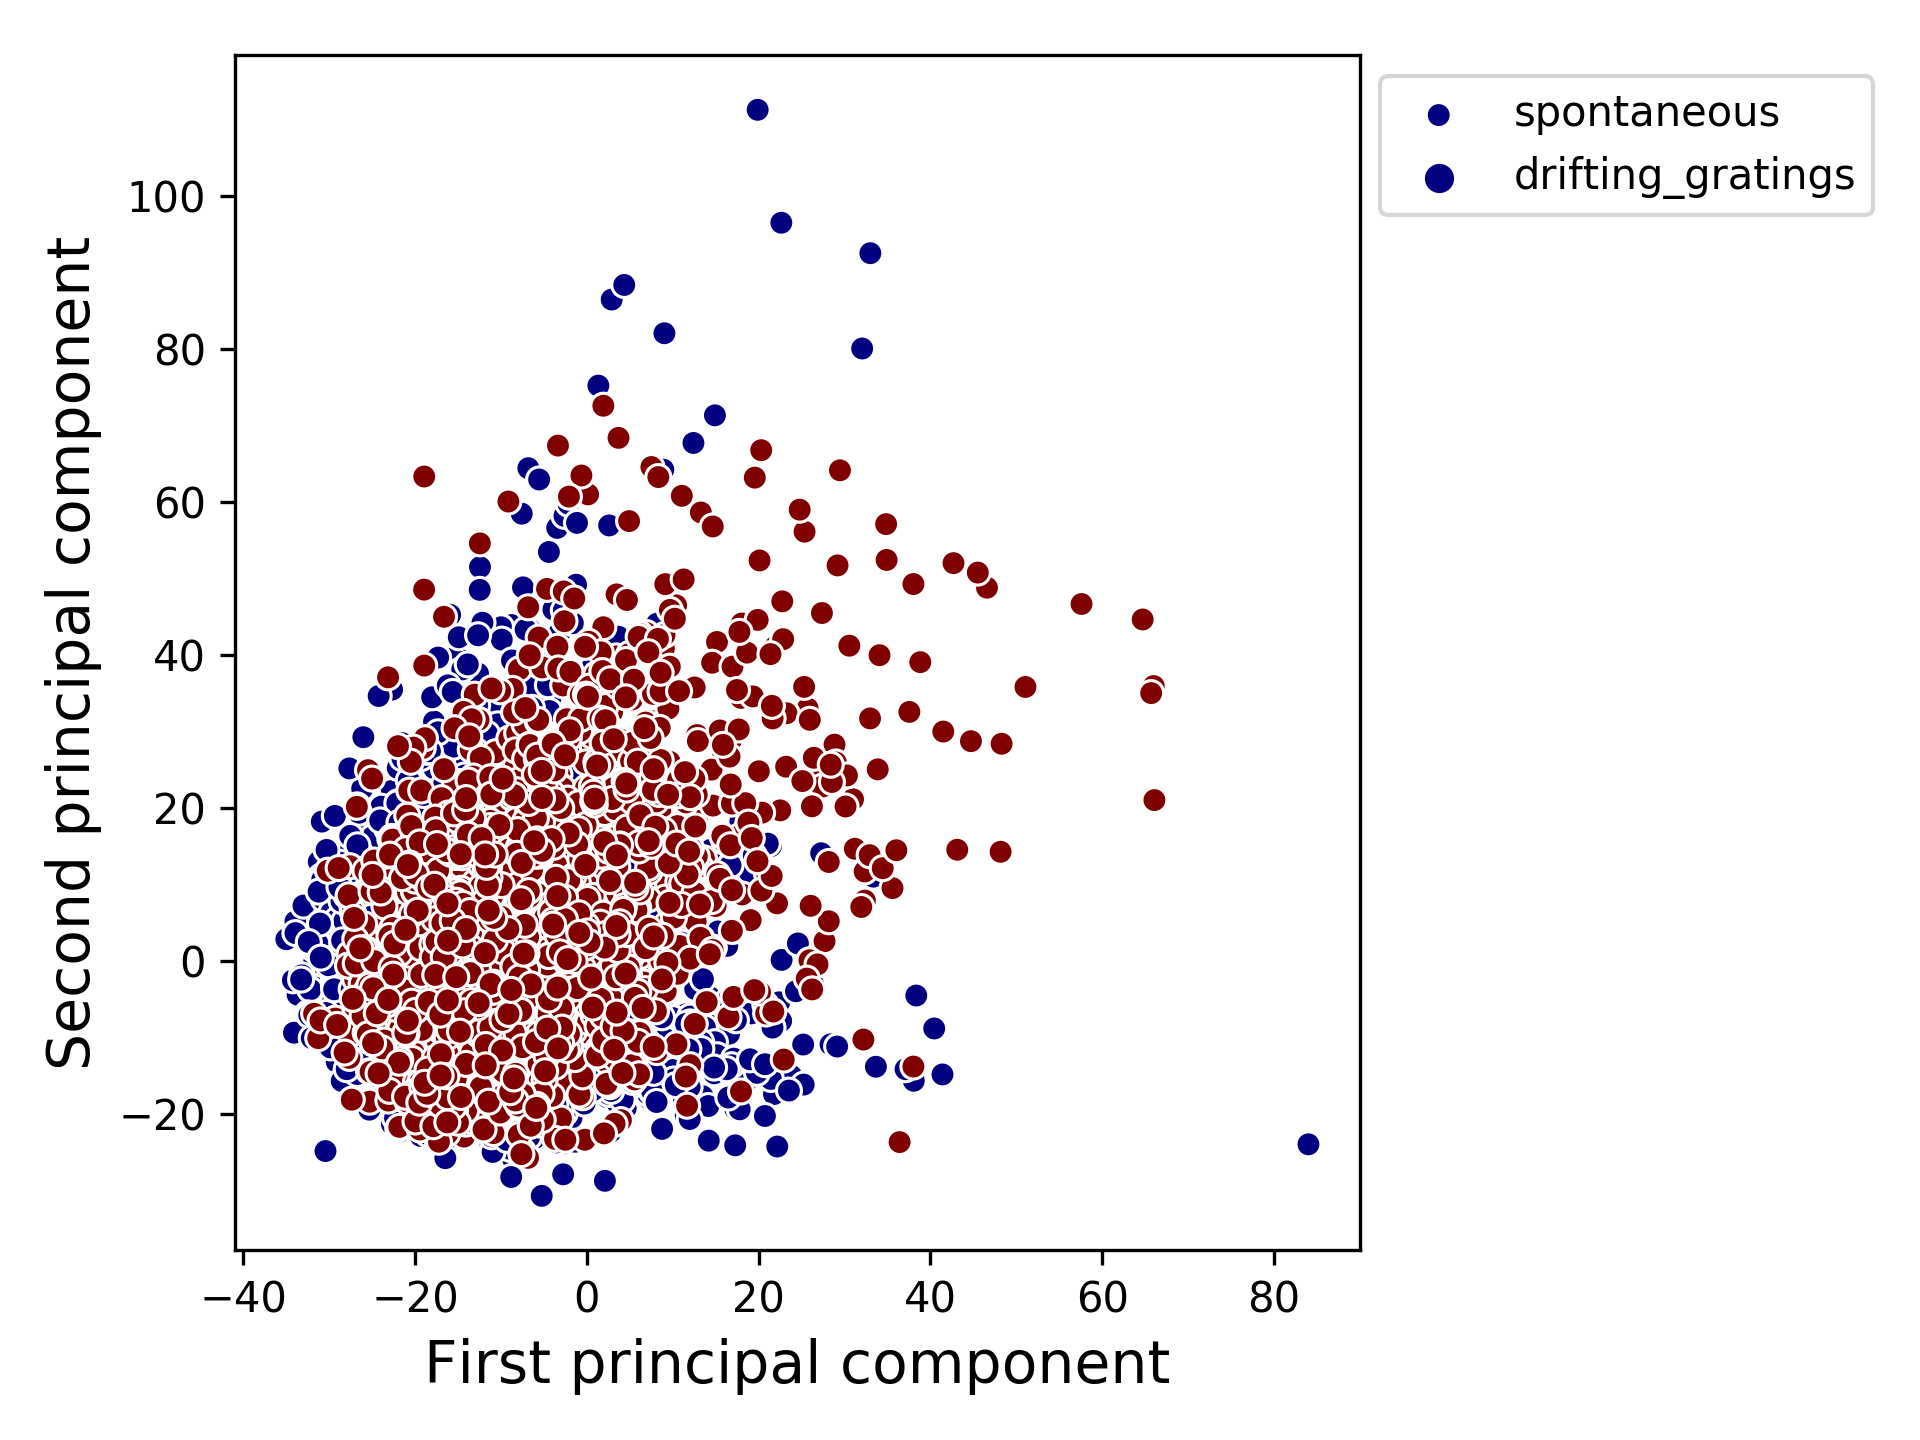 spontaneous
drifting_gratings
Second principal component
100
80
60
40
20
0
−20
−40 −20 0 20 40 60 80
First principal component